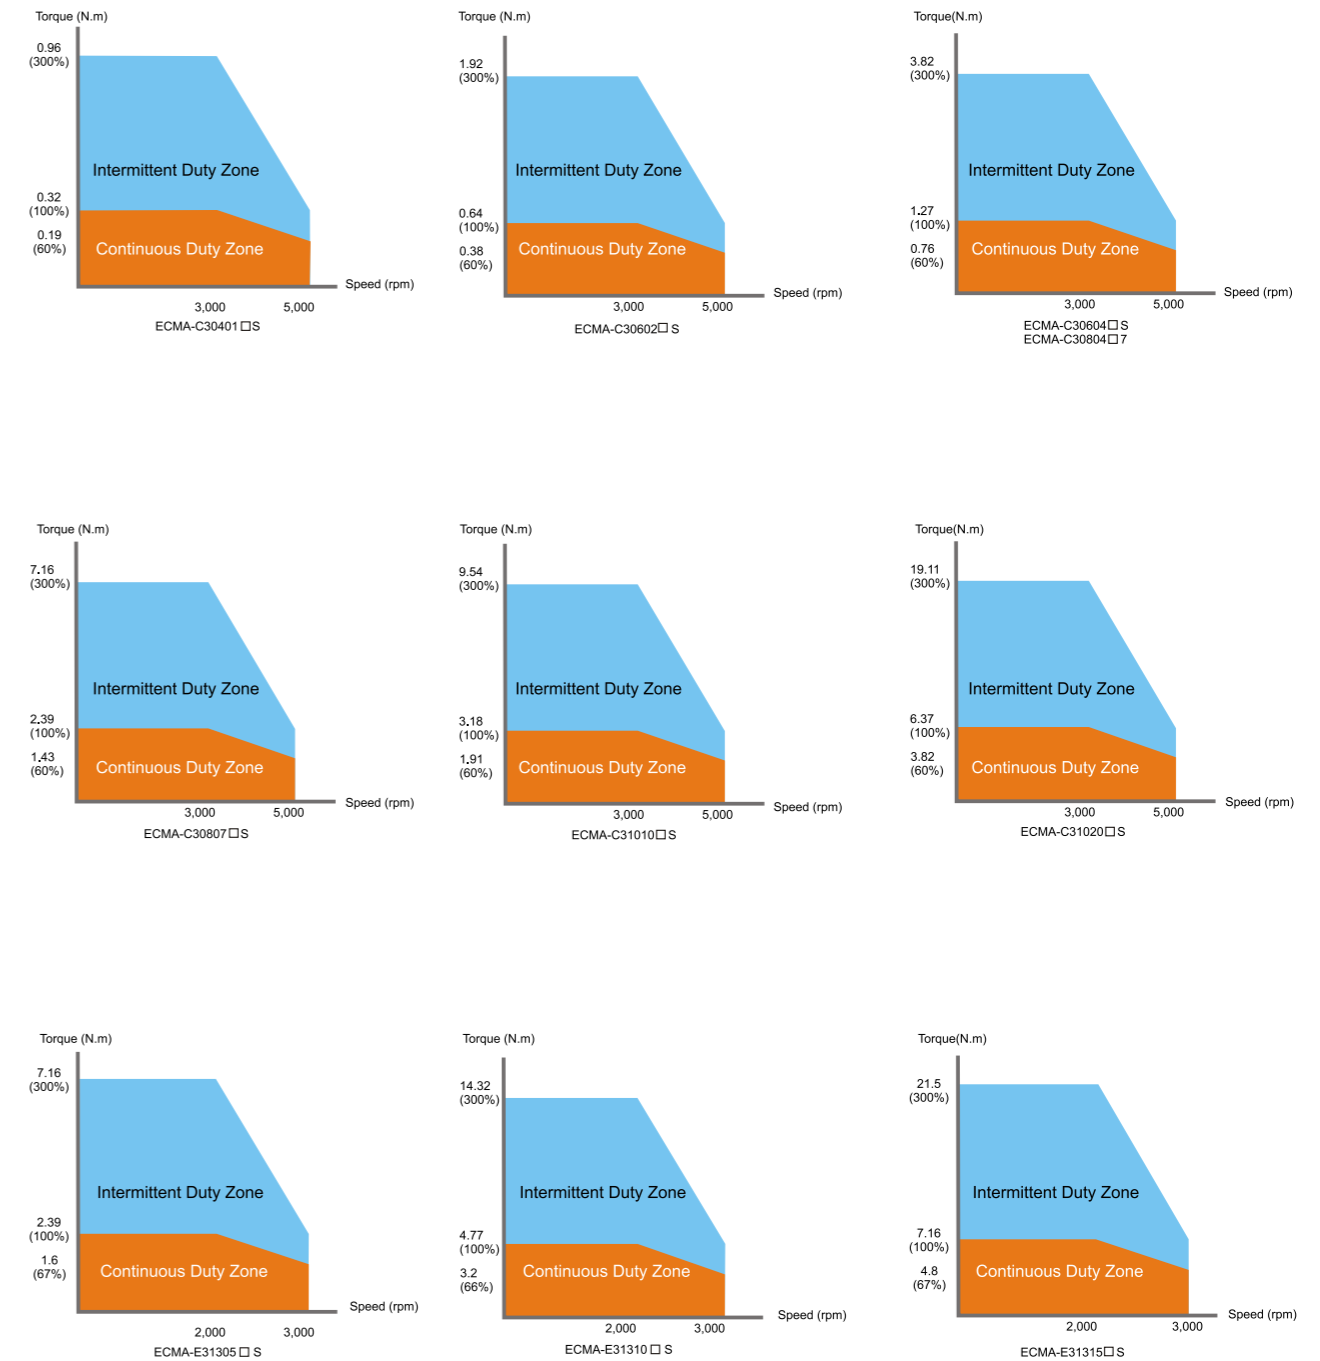 Torque (N.m)
0.96
(300%)
Intermittent Duty Zone
0.32
(100%)
0.19
(60%)
Continuous Duty Zone
Speed (rpm)
3,000 5,000
ECMA-C30401□S
Torque (N.m)
1.92
(300%)
Intermittent Duty Zone
0.64
(100%)
0.38
(60%)
Continuous Duty Zone
Speed (rpm)
3,000 5,000
ECMA-C30602□ S
Torque(N.m)
3.82
(300%)
Intermittent Duty Zone
1.27
(100%)
0.76
(60%)
Continuous Duty Zone
Speed (rpm)
3,000 5,000
ECMA-C30604□ S
ECMA-C30804□ 7
Torque (N.m)
7.16
(300%)
Intermittent Duty Zone
2.39
(100%)
1.43
(60%)
Continuous Duty Zone
Speed (rpm)
3,000 5,000
ECMA-C30807□ S
Torque (N.m)
9.54
(300%)
Intermittent Duty Zone
3.18
(100%)
1.91
(60%)
Continuous Duty Zone
Speed (rpm)
3,000 5,000
ECMA-C31010□ S
Torque(N.m)
19.11
(300%)
Intermittent Duty Zone
6.37
(100%)
3.82
(60%)
Continuous Duty Zone
Speed (rpm)
3,000 5,000
ECMA-C31020□ S
Torque (N.m)
7.16
(300%)
Intermittent Duty Zone
2.39
(100%)
1.6
(67%)
Continuous Duty Zone
Speed (rpm)
2,000 3,000
ECMA-E31305 □ S
Torque (N.m)
14.32
(300%)
Intermittent Duty Zone
4.77
(100%)
3.2
(66%)
Continuous Duty Zone
Speed (rpm)
2,000 3,000
ECMA-E31310 □ S
Torque(N.m)
21.5
(300%)
Intermittent Duty Zone
7.16
(100%)
4.8
(67%)
Continuous Duty Zone
Speed (rpm)
2,000 3,000
ECMA-E31315□ S